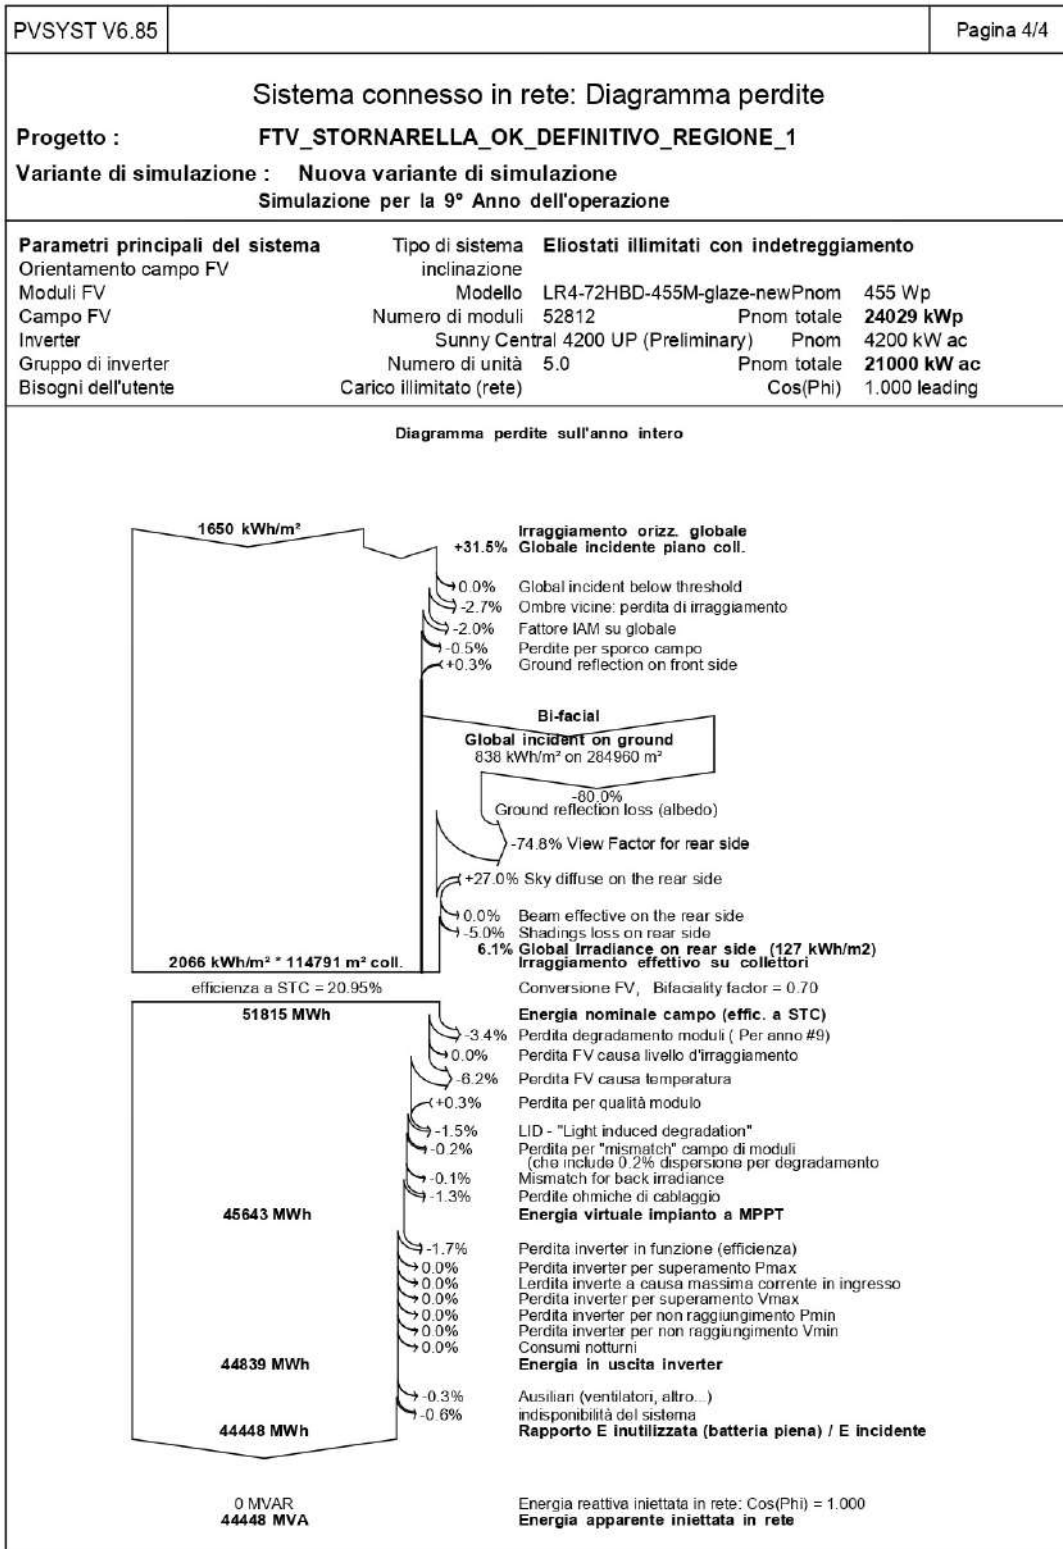 PVSYST V6.85
Pagina 4/4
Sistema connesso in rete: Diagramma perdite
Progetto : FTV_STORNARELLA_OK_DEFINITIVO_REGIONE_1
Variante di simulazione : Nuova variante di simulazione
Simulazione per la 9° Anno dell'operazione
Parametri principali del sistema Tipo di sistema Eliostati illimitati con indetreggiamento
Orientamento campo FV inclinazione
Moduli FV Modello LR4-72HBD-455M-glaze-newPnom 455 Wp
Campo FV Numero di moduli 52812 Pnom totale 24029 kWp
Inverter Sunny Central 4200 UP (Preliminary) Pnom 4200 kW ac
Gruppo di inverter Numero di unità 5.0 Pnom totale 21000 kW ac
Bisogni dell'utente Carico illimitato (rete) Cos(Phi) 1.000 leading
Diagramma perdite sull'anno intero
1650 kWh/m² Irraggiamento orizz. globale
+31.5% Globale incidente piano coll.
0.0% Global incident below threshold
-2.7% Ombre vicine: perdita di irraggiamento
-2.0% Fattore IAM su globale
-0.5% Perdite per sporco campo
+0.3% Ground reflection on front side
Bi-facial
Global incident on ground
838 kWh/m² on 284960 m²
-80.0%
Ground reflection loss (albedo)
-74.8% View Factor for rear side
+27.0% Sky diffuse on the rear side
0.0% Beam effective on the rear side
-5.0% Shadings loss on rear side
6.1% Global Irradiance on rear side (127 kWh/m2)
2066 kWh/m² * 114791 m² coll. Irraggiamento effettivo su collettori
efficienza a STC = 20.95% Conversione FV, Bifaciality factor = 0.70
51815 MWh Energia nominale campo (effic. a STC)
-3.4% Perdita degradamento moduli ( Per anno #9)
0.0% Perdita FV causa livello d'irraggiamento
-6.2% Perdita FV causa temperatura
+0.3% Perdita per qualità modulo
-1.5% LID - "Light induced degradation"
-0.2% Perdita per "mismatch" campo di moduli
(che include 0.2% dispersione per degradamento
-0.1% Mismatch for back irradiance
-1.3% Perdite ohmiche di cablaggio
45643 MWh Energia virtuale impianto a MPPT
-1.7% Perdita inverter in funzione (efficienza)
0.0% Perdita inverter per superamento Pmax
0.0% Lerdita inverte a causa massima corrente in ingresso
0.0% Perdita inverter per superamento Vmax
0.0% Perdita inverter per non raggiungimento Pmin
0.0% Perdita inverter per non raggiungimento Vmin
0.0% Consumi notturni
44839 MWh Energia in uscita inverter
-0.3% Ausiliari (ventilatori, altro...)
-0.6% indisponibilità del sistema
44448 MWh Rapporto E inutilizzata (batteria piena) / E incidente
0 MVAR Energia reattiva iniettata in rete: Cos(Phi) = 1.000
44448 MVA Energia apparente iniettata in rete